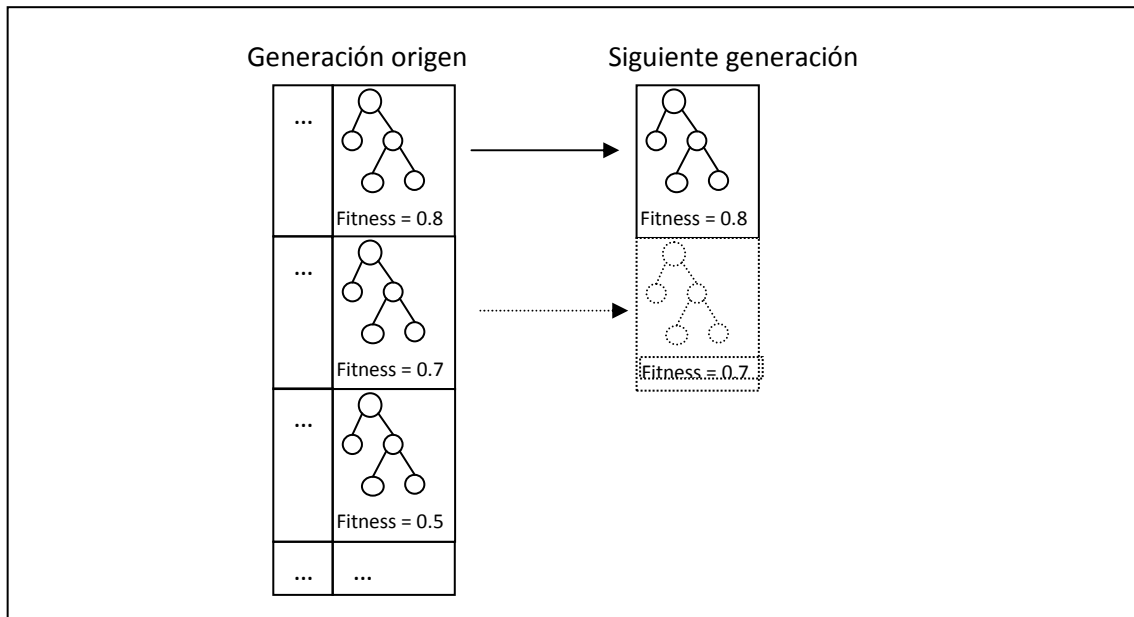 Generación origen
Siguiente generación
...
Fitness = 0.8
Fitness = 0.8
...
Fitness = 0.7
Fitness = 0.7
...
Fitness = 0.5
... ...